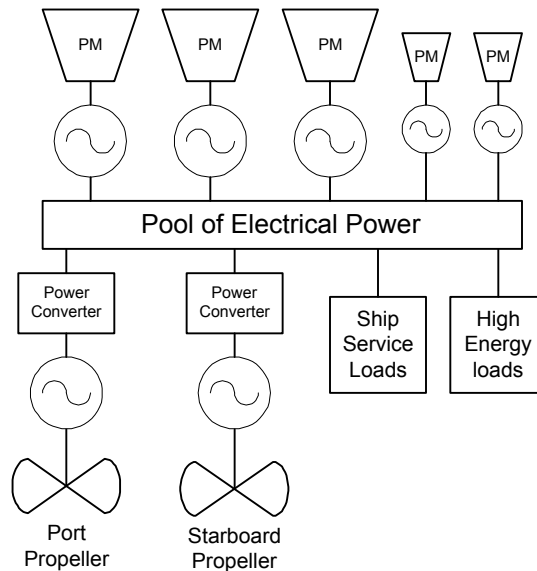 PM
PM
PM
PM
PM
Pool of Electrical Power
Power
Converter
Power
Converter
Ship
Service
Loads
High
Energy
loads
Port
Propeller
Starboard
Propeller